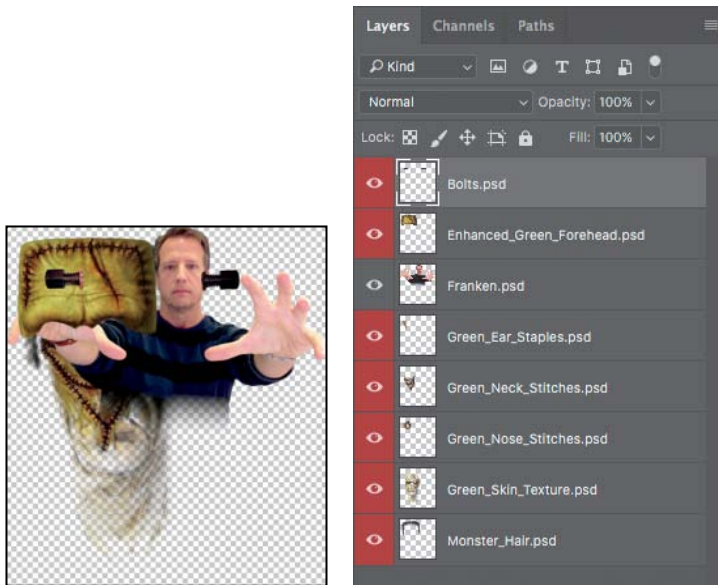 Layers Channels Paths
Kind
Normal Opacity: 100%
Lock: Fill: 100%
Bolts.psd
Enhanced_Green_Forehead.psd
Franken.psd
Green_Ear_Staples.psd
Green_Neck_Stitches.psd
Green_Nose_Stitches.psd
Green_Skin_Texture.psd
Monster_Hair.psd